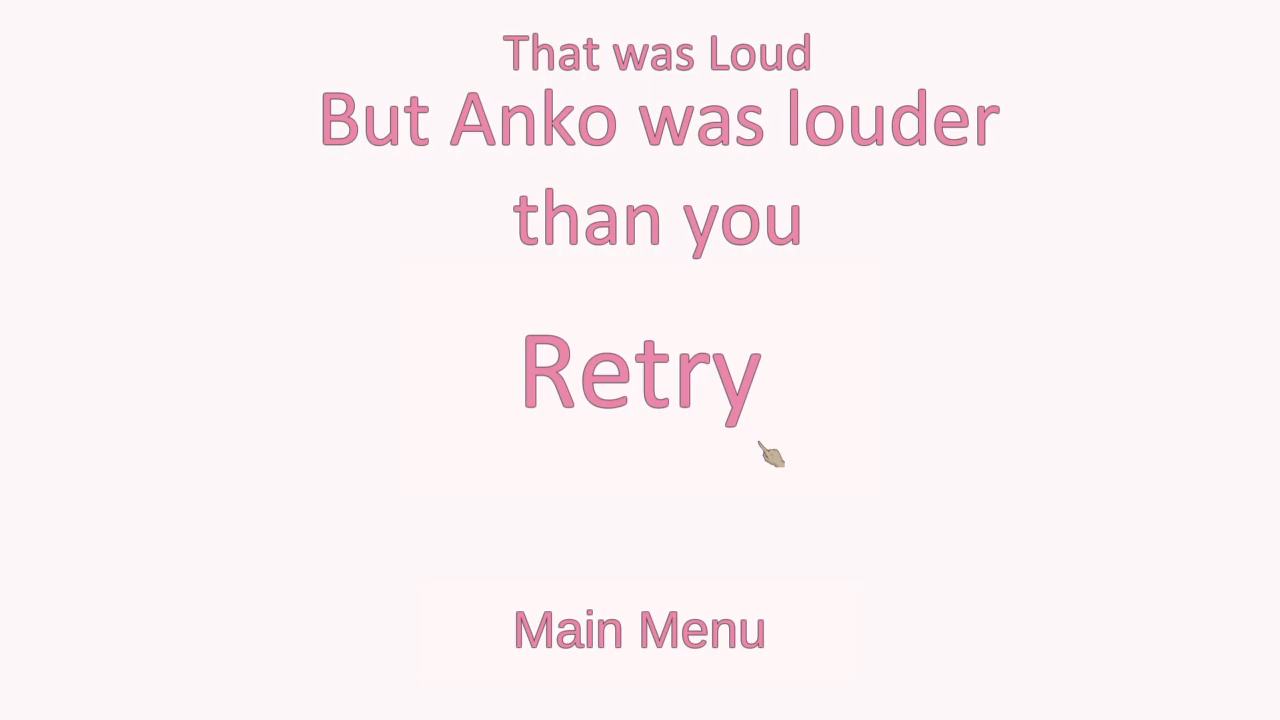 That was Loud
But Anko was louder
than you
Retry
Main Menu